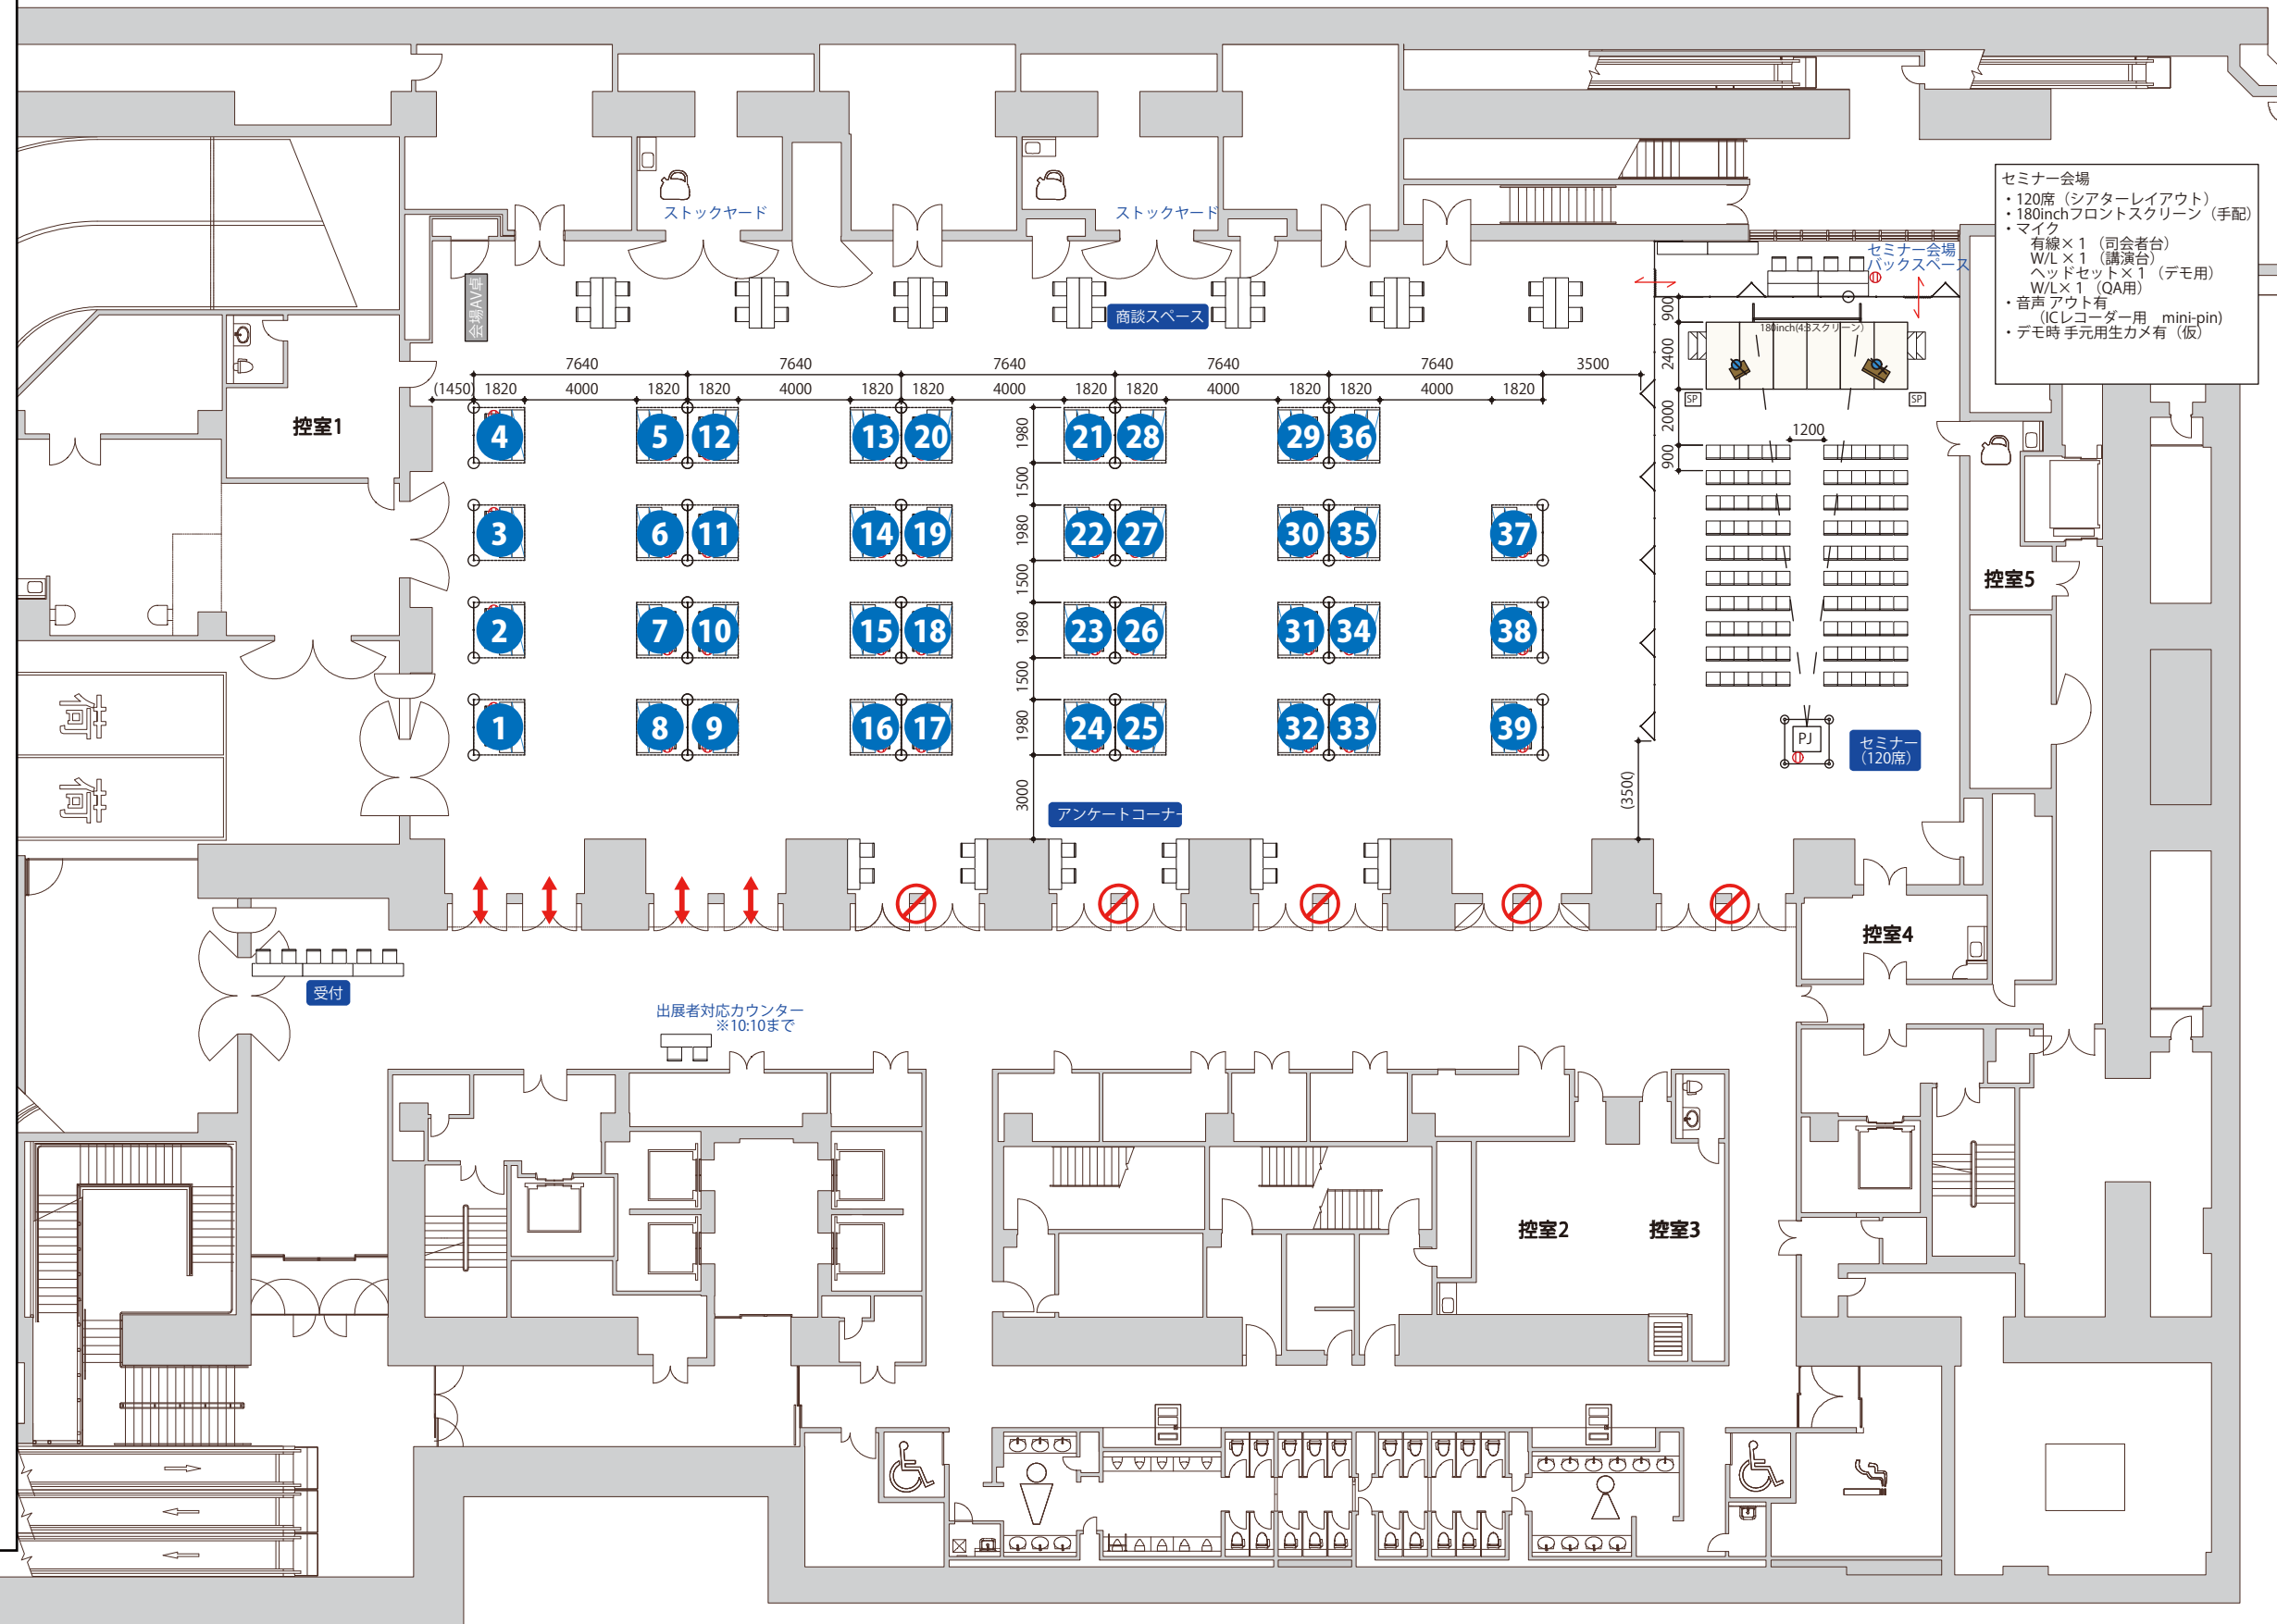 ストックヤード
ストックヤード
セミナー会場
・120席（シアターレイアウト）
・180inchフロントスクリーン（手配）
・マイク
有線×１（司会者台）
W/L×１（講演台）
ヘッドセット×１（デモ用）
W/L×１（QA用）
・音声 アウト有
（ICレコーダー用　mini-pin)
・デモ時 手元用生カメ有（仮）
セミナー会場
バックスペース
会場AV卓
商談スペース
180inch(4:3スクリーン)
900
2400
2000
900
7640 7640 7640 7640 7640 3500
(1450) 1820 4000 1820 1820 4000 1820 1820 4000 1820 1820 4000 1820 1820 4000 1820
SP SP
1200
控室1
4 5 12 13 20 21 28 29 36
1980
1500
3 6 11 14 19 22 27 30 35 37
1980
1500
控室5
2 7 10 15 18 23 26 31 34 38
1980
1500
1 8 9 16 17 24 25 32 33 39
1980
荷
荷
PJ
セミナー
（120席）
3000
(3500)
アンケートコーナー
控室4
受付
出展者対応カウンター
※10:10まで
控室2
控室3